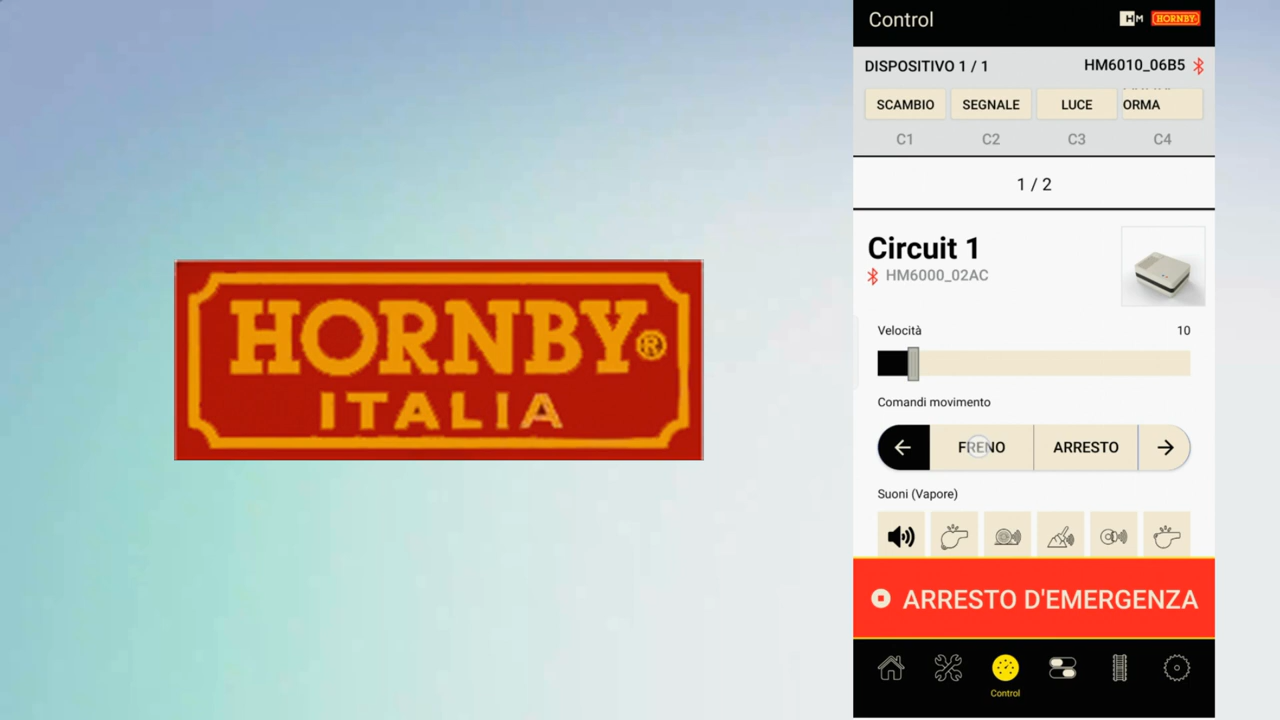 HORNBY®
ITALIA
Control
HM HORNBY
DISPOSITIVO 1 / 1
HM6010_06B5
SCAMBIO SEGNALE LUCE ORMA
C1 C2 C3 C4
1 / 2
Circuit 1
HM6000_02AC
Velocità 10
Comandi movimento
FRENO ARRESTO
Suoni (Vapore)
ARRESTO D'EMERGENZA
Control